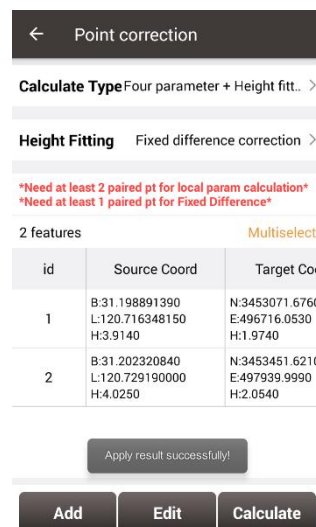 Point correction
Calculate Type Four parameter + Height fitt..
Height Fitting Fixed difference correction
*Need at least 2 paired pt for local param calculation*
*Need at least 1 paired pt for Fixed Difference*
2 features Multiselect
id Source Coord Target Co
1 B:31.198891390 N:3453071.6760
L:120.716348150 E:496716.0530
H:3.9140 H:1.9740
2 B:31.202320840 N:3453451.6210
L:120.729190000 E:497939.9990
H:4.0250 H:2.0540
Apply result successfully!
Add Edit Calculate